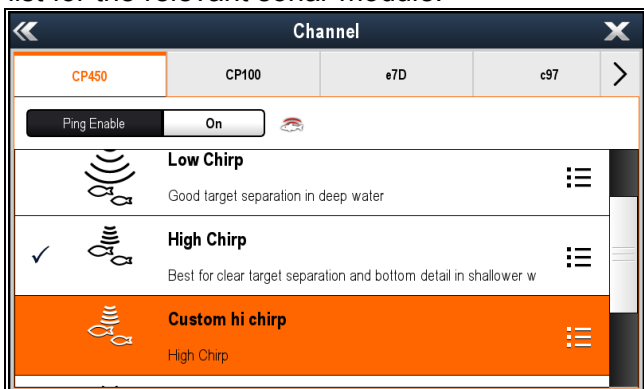 list for the relevant sonar module.
Channel
CP450 CP100 e7D c97
Ping Enable On
Low Chirp
Good target separation in deep water
High Chirp
Best for clear target separation and bottom detail in shallower w
Custom hi chirp
High Chirp